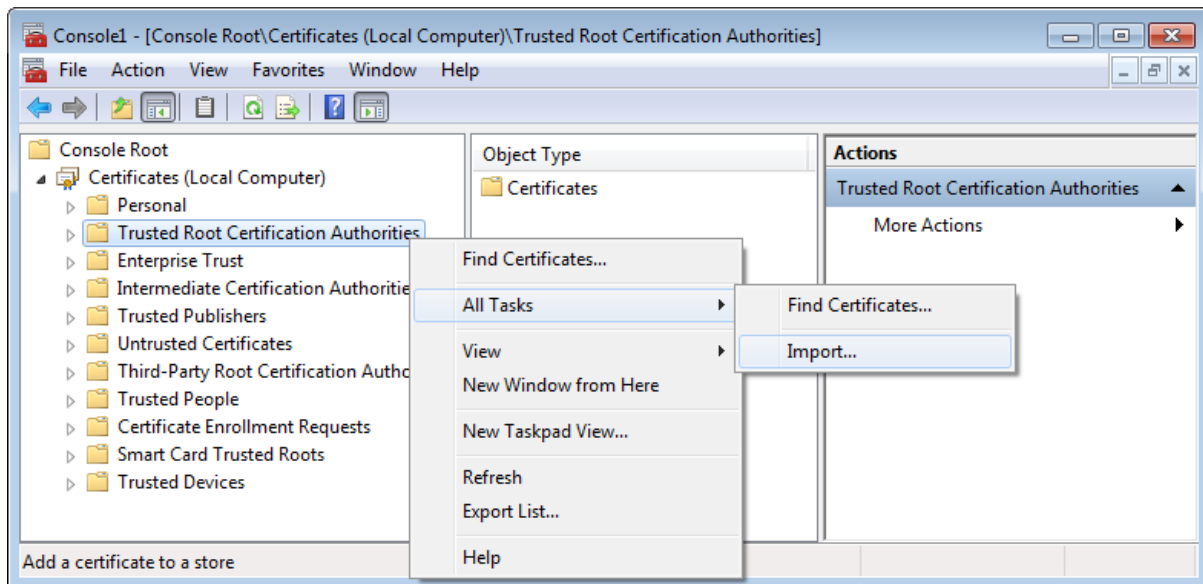 Console1 - [Console Root\Certificates (Local Computer)\Trusted Root Certification Authorities]
File Action View Favorites Window Help
Console Root
Certificates (Local Computer)
Personal
Trusted Root Certification Authorities
Enterprise Trust
Intermediate Certification Authoritie
Trusted Publishers
Untrusted Certificates
Third-Party Root Certification Autho
Trusted People
Certificate Enrollment Requests
Smart Card Trusted Roots
Trusted Devices
Object Type
Certificates
Find Certificates...
All Tasks
View
New Window from Here
New Taskpad View...
Refresh
Export List...
Help
Find Certificates...
Import...
Actions
Trusted Root Certification Authorities
More Actions
Add a certificate to a store